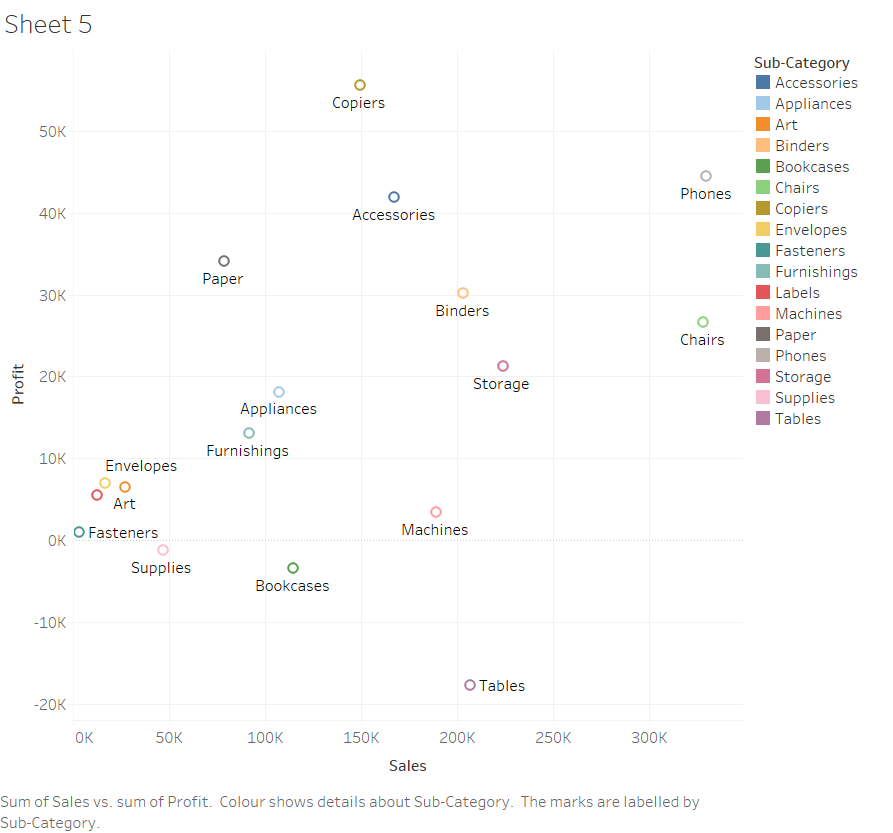 Sheet 5
Sub-Category
Accessories
Appliances
Art
Binders
Bookcases
Chairs
Copiers
Envelopes
Fasteners
Furnishings
Labels
Machines
Paper
Phones
Storage
Supplies
Tables
Profit
50K
40K
30K
20K
10K
0K
-10K
-20K
Copiers
Phones
Accessories
Paper
Binders
Chairs
Storage
Appliances
Furnishings
Envelopes
Art
Fasteners
Machines
Supplies
Bookcases
Tables
0K 50K 100K 150K 200K 250K 300K
Sales
Sum of Sales vs. sum of Profit. Colour shows details about Sub-Category. The marks are labelled by
Sub-Category.